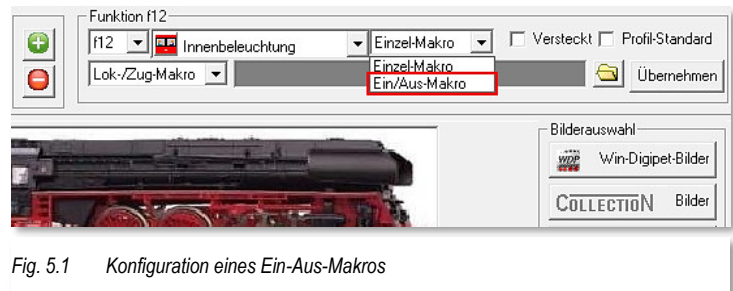 Funktion f12
f12 Innenbeleuchtung Einzel-Makro Versteckt Profil-Standard
Einzel-Makro
Lok-/Zug-Makro Ein/Aus-Makro Übernehmen
Bilderauswahl
WDP Win-Digipet-Bilder
COLLECTION Bilder
Fig. 5.1 Konfiguration eines Ein-Aus-Makros